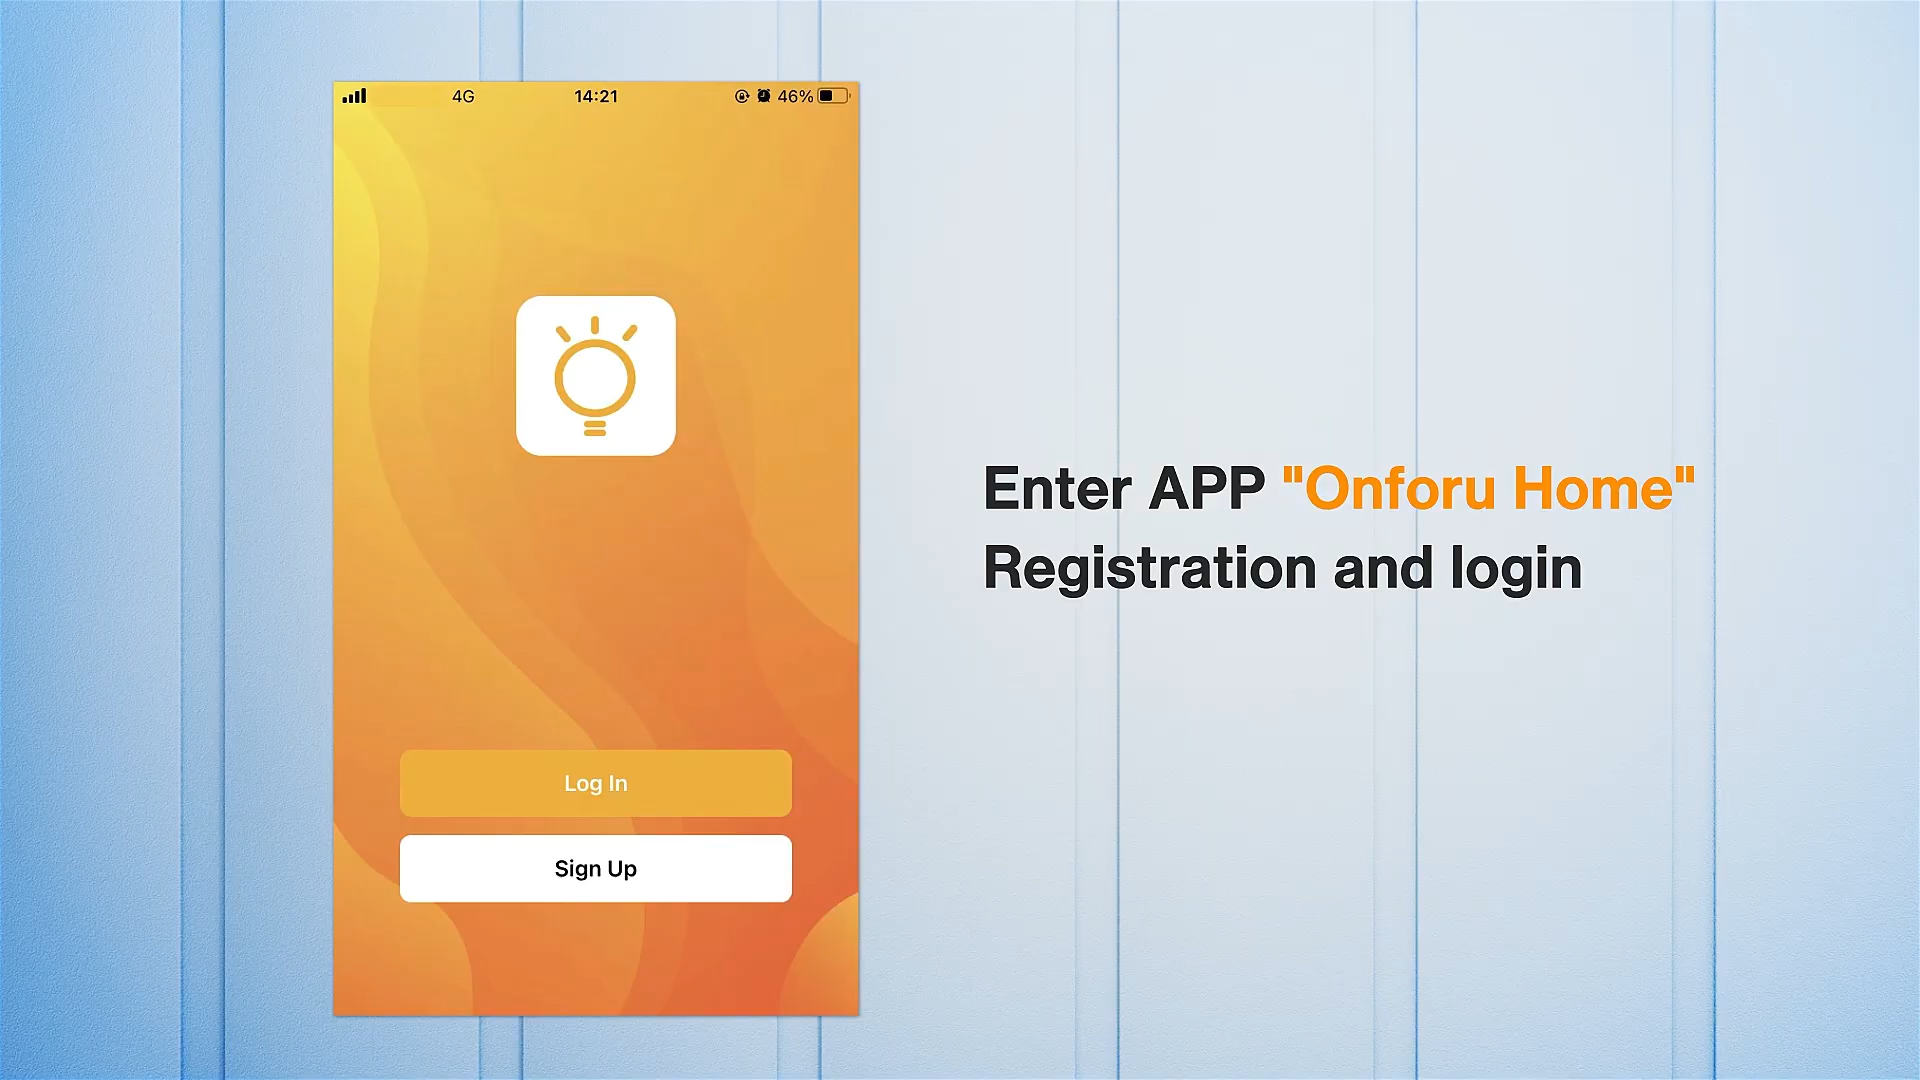 4G 14:21 46%
Log In
Sign Up
Enter APP "Onforu Home"
Registration and login